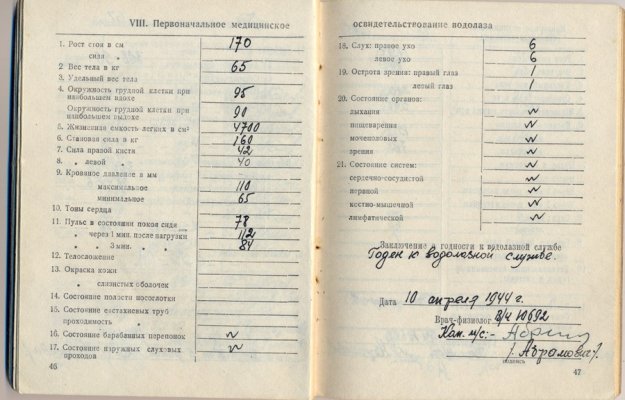 VIII. Первоначальное медицинское
1. Рост стоя в см 170
сидя „
2 Вес тела в кг 65
3. Удельный вес тела
4. Окружность грудной клетки при
наибольшем вдохе 95
Окружность грудной клетки при
наибольшем выдохе 90
5. Жизненная емкость легких в см³ 4700
6. Становая сила в кг 160
7. Сила правой кисти 42
8. „ левой „ 40
9. Кровяное давление в мм
максимальное 110
минимальное 65
10. Тоны сердца
11. Пульс в состоянии покоя сидя 78
„ через 1 мин. после нагрузки 112
„ „ 3 мин. „ „ 84
12. Телосложение
13. Окраска кожи
„ слизистых оболочек
14. Состояние полости носоглотки
15. Состояние евстахиевых труб
проходимость
16. Состояние барабанных перепонок N
17. Состояние наружных слуховых
проходов N
46
освидетельствование водолаза
18. Слух: правое ухо 6
левое ухо 6
19. Острота зрения: правый глаз 1
левый глаз 1
20. Состояние органов:
дыхания N
пищеварения N
мочеполовых N
зрения N
21. Состояние систем: N
сердечно-сосудистой N
нервной N
костно-мышечной N
лимфатической N
Заключение о годности к водолазной службе
Годен к водолазной службе.
Дата 10 апреля 1944 г.
Врач-физиолог В/ч 10692
Кап. м/с:-
/. Абрамович/.
подпись
47